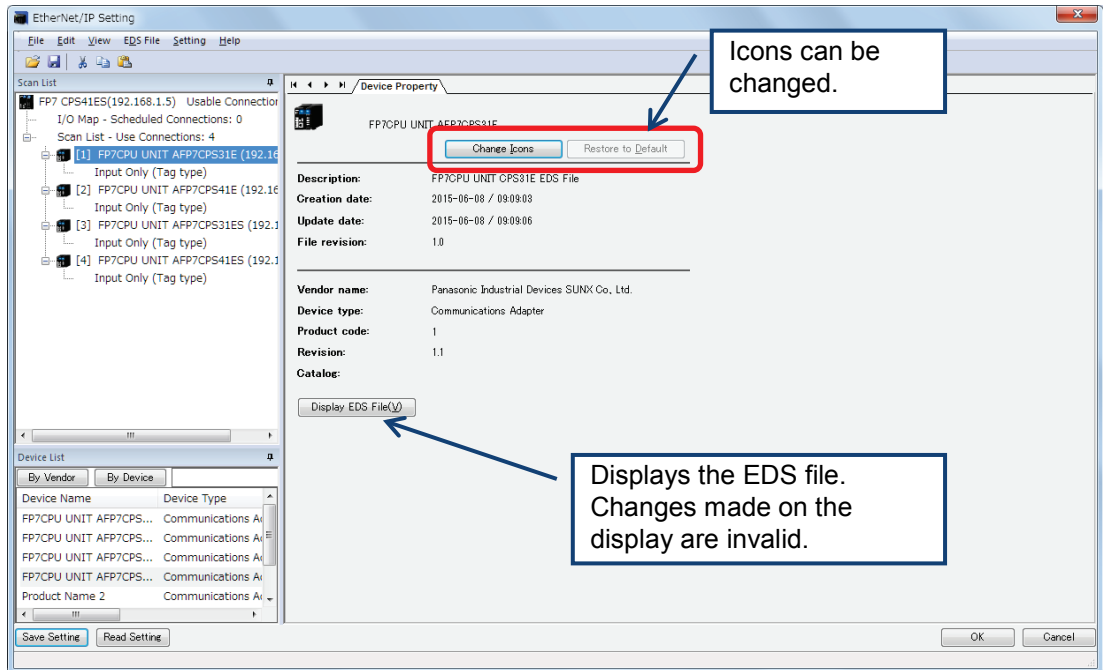 EtherNet/IP Setting
File Edit View EDS File Setting Help
Icons can be
changed.
Scan List
FP7 CPS41ES(192.168.1.5) Usable Connection
I/O Map - Scheduled Connections: 0
Scan List - Use Connections: 4
[1] FP7CPU UNIT AFP7CPS31E (192.16
Input Only (Tag type)
[2] FP7CPU UNIT AFP7CPS41E (192.16
Input Only (Tag type)
[3] FP7CPU UNIT AFP7CPS31ES (192.1
Input Only (Tag type)
[4] FP7CPU UNIT AFP7CPS41ES (192.1
Input Only (Tag type)
Device Property
FP7CPU UNIT AFP7CPS31E
Change Icons Restore to Default
Description: FP7CPU UNIT CPS31E EDS File
Creation date: 2015-06-08 / 09:09:03
Update date: 2015-06-08 / 09:09:06
File revision: 1.0
Vendor name: Panasonic Industrial Devices SUNX Co., Ltd.
Device type: Communications Adapter
Product code: 1
Revision: 1.1
Catalog:
Display EDS File(V)
Displays the EDS file.
Changes made on the
display are invalid.
Device List
By Vendor By Device
Device Name Device Type
FP7CPU UNIT AFP7CPS... Communications A
FP7CPU UNIT AFP7CPS... Communications A
FP7CPU UNIT AFP7CPS... Communications A
FP7CPU UNIT AFP7CPS... Communications A
Product Name 2 Communications A
Save Setting Read Setting OK Cancel